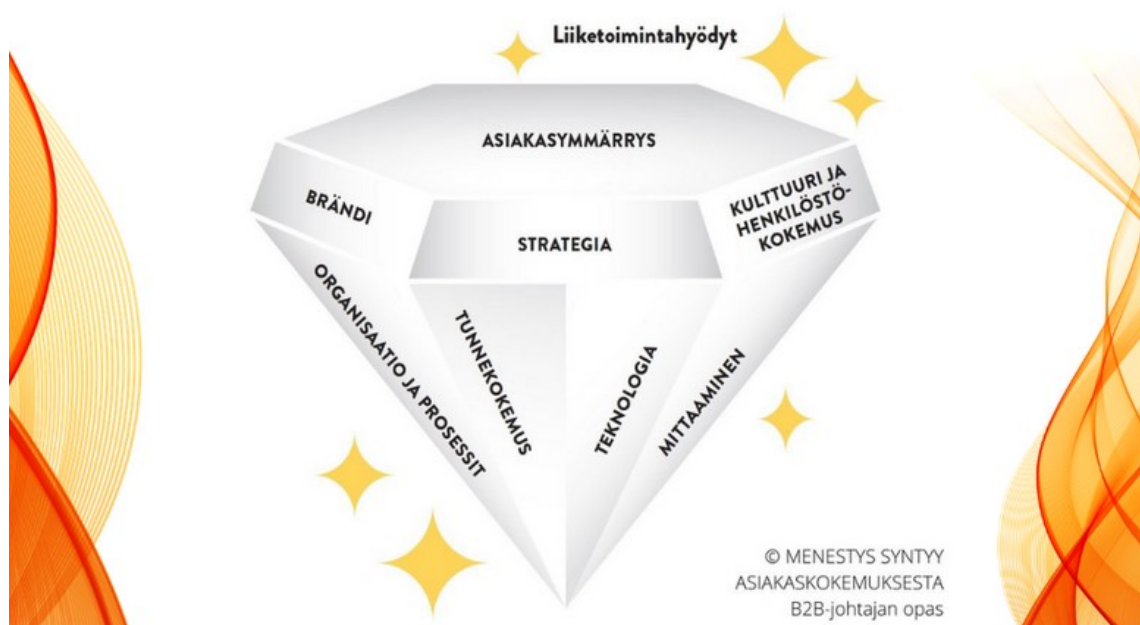 Liiketoimintahyödyt
ASIAKASYMMÄRRYS
BRÄNDI
STRATEGIA
KULTTUURI JA
HENKILÖSTÖ-
KOKEMUS
ORGANISAATIO JA PROSESSIT
TUNNEKOKEMUS
TEKNOLOGIA
MITTAAMINEN
© MENESTYS SYNTYY
ASIAKASKOKEMUKSESTA
B2B-johtajan opas